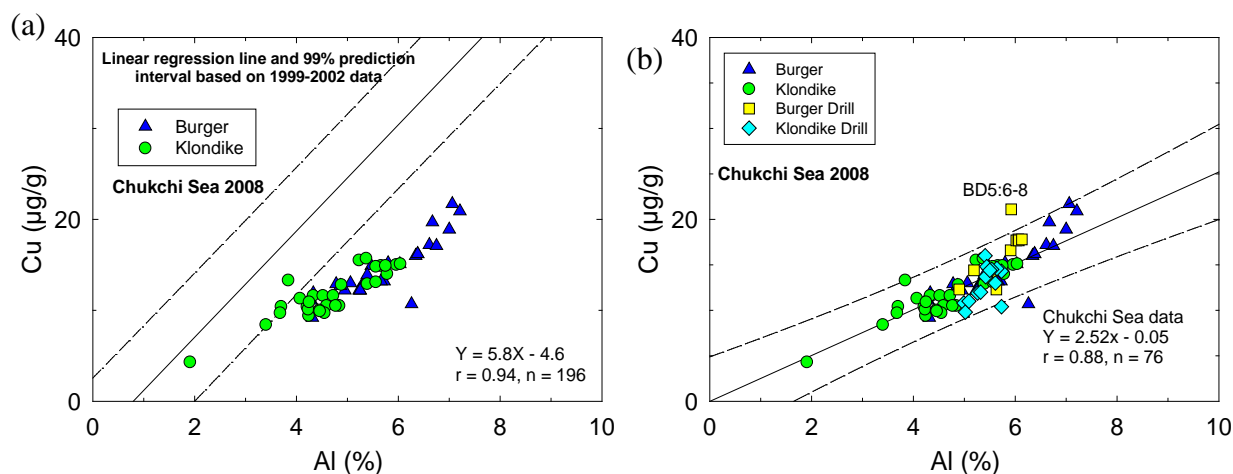 (a)
40
20
0
Cu (µg/g)
Linear regression line and 99% prediction
interval based on 1999-2002 data
Burger
Klondike
Chukchi Sea 2008
Y = 5.8X - 4.6
r = 0.94, n = 196
0 2 4 6 8 10
Al (%)
(b)
40
20
0
Cu (µg/g)
Burger
Klondike
Burger Drill
Klondike Drill
Chukchi Sea 2008
BD5:6-8
Chukchi Sea data
Y = 2.52x - 0.05
r = 0.88, n = 76
0 2 4 6 8 10
Al (%)